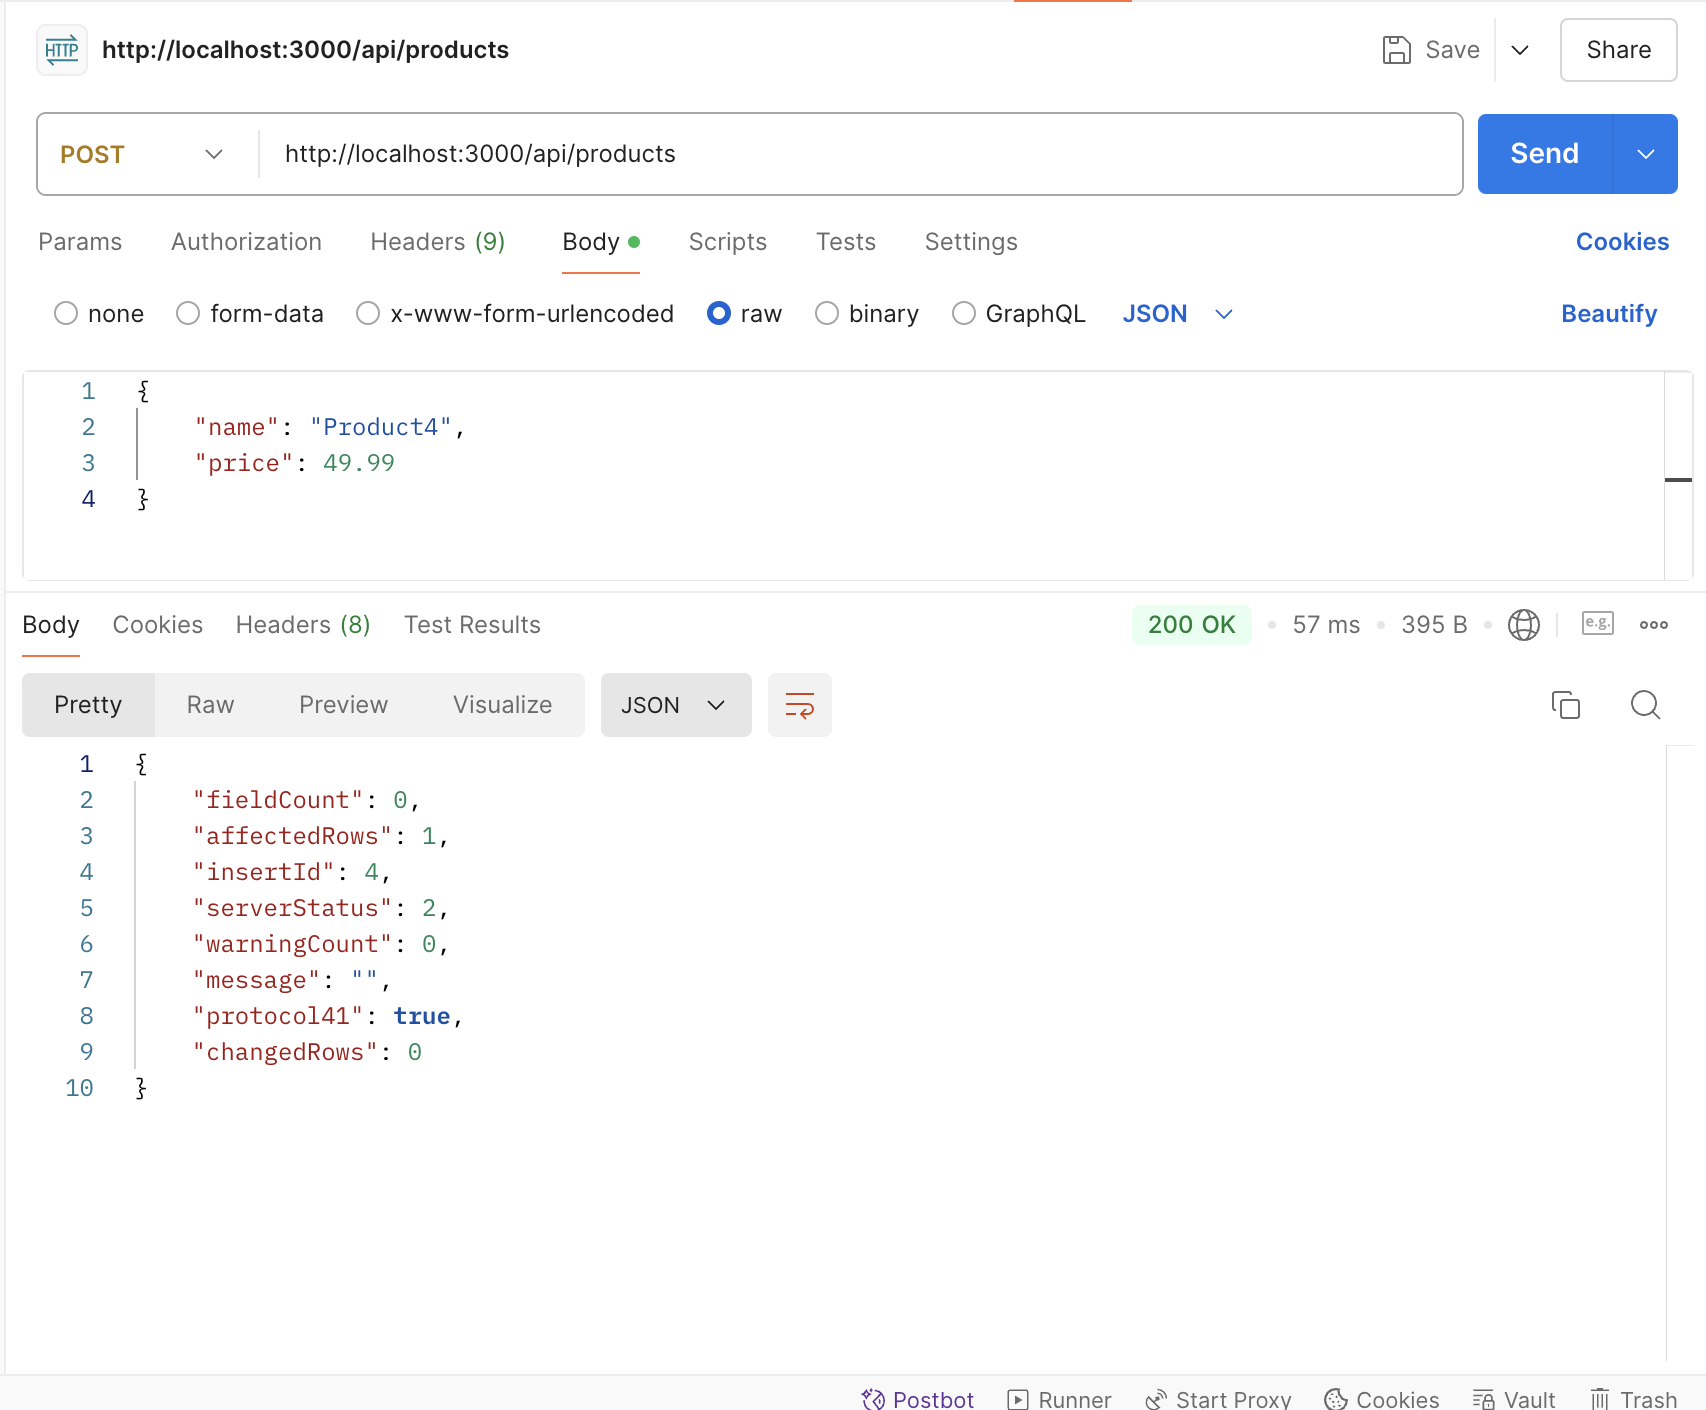 HTTP http://localhost:3000/api/products Save Share
POST http://localhost:3000/api/products Send
Params Authorization Headers (9) Body Scripts Tests Settings Cookies
none form-data x-www-form-urlencoded raw binary GraphQL JSON Beautify
1 {
2 "name": "Product4",
3 "price": 49.99
4 }
Body Cookies Headers (8) Test Results 200 OK 57 ms 395 B e.g.
Pretty Raw Preview Visualize JSON
1 {
2 "fieldCount": 0,
3 "affectedRows": 1,
4 "insertId": 4,
5 "serverStatus": 2,
6 "warningCount": 0,
7 "message": "",
8 "protocol41": true,
9 "changedRows": 0
10 }
Postbot Runner Start Proxy Cookies Vault Trash